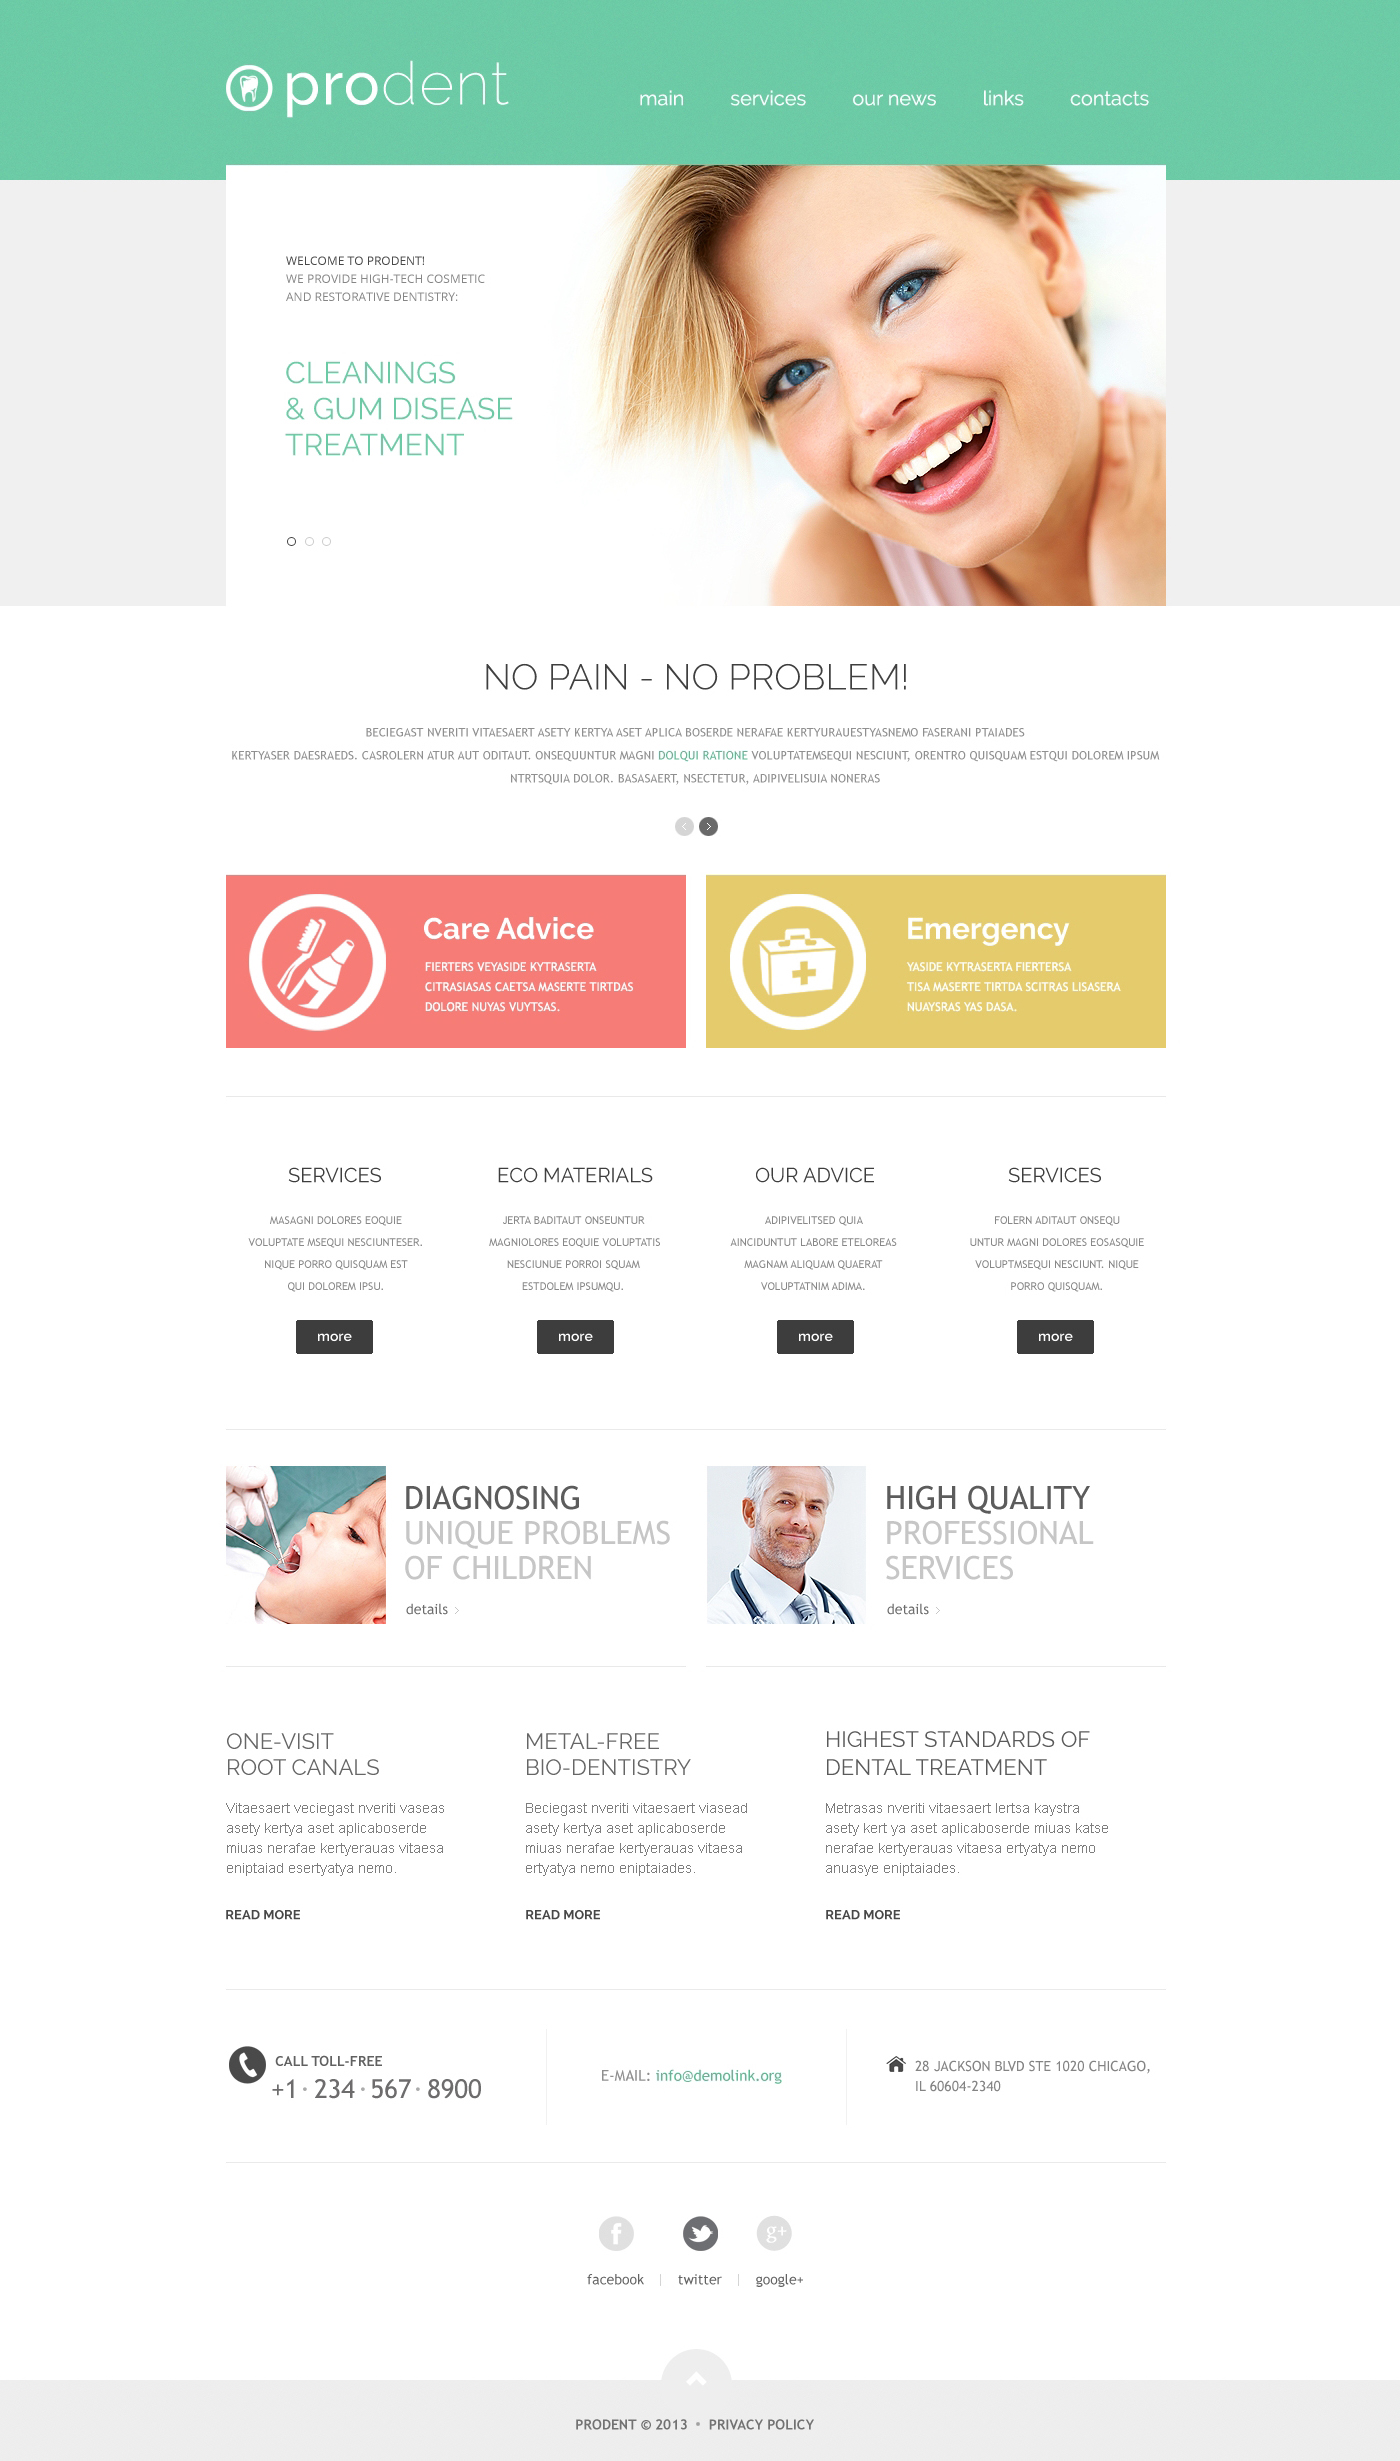 prodent
main services our news links contacts
WELCOME TO PRODENT!
WE PROVIDE HIGH-TECH COSMETIC
AND RESTORATIVE DENTISTRY:
CLEANINGS
& GUM DISEASE
TREATMENT
NO PAIN - NO PROBLEM!
BECIEGAST NVERITI VITAESAERT ASETY KERTYA ASET APLICA BOSERDE NERAFAE KERTYURAUESTYASNEMO FASERANI PTAIADES
KERTYASER DAESRAEDS. CASROLERN ATUR AUT ODITAUT. ONSEQUUNTUR MAGNI DOLQUI RATIONE VOLUPTATEMSEQUI NESCIUNT, ORENTRO QUISQUAM ESTQUI DOLOREM IPSUM
NTRTSQUIA DOLOR. BASASAERT, NSECTETUR, ADIPIVELISUIA NONERAS
Care Advice
FIERTERS VEYASIDE KYTRASERTA
CITRASIASAS CAETSA MASERTE TIRTDAS
DOLORE NUYAS VUYTSAS.
Emergency
YASIDE KYTRASERTA FIERTERSA
TISA MASERTE TIRTDA SCITRAS LISASERA
NUAYSRAS YAS DASA.
SERVICES
MASAGNI DOLORES EOQUIE
VOLUPTATE MSEQUI NESCIUNTESER.
NIQUE PORRO QUISQUAM EST
QUI DOLOREM IPSU.
more
ECO MATERIALS
JERTA BADITAUT ONSEUNTUR
MAGNIOLORES EOQUIE VOLUPTATIS
NESCIUNUE PORROI SQUAM
ESTDOLEM IPSUMQU.
more
OUR ADVICE
ADIPIVELITSED QUIA
AINCIDUNTUT LABORE ETELOREAS
MAGNAM ALIQUAM QUAERAT
VOLUPTATNIM ADIMA.
more
SERVICES
FOLERN ADITAUT ONSEQU
UNTUR MAGNI DOLORES EOSASQUIE
VOLUPTMSEQUI NESCIUNT. NIQUE
PORRO QUISQUAM.
more
DIAGNOSING
UNIQUE PROBLEMS
OF CHILDREN
details
HIGH QUALITY
PROFESSIONAL
SERVICES
details
ONE-VISIT
ROOT CANALS
Vitaesaert veciegast nveriti vaseas
asety kertya aset aplicaboserde
miuas nerafae kertyerauas vitaesa
eniptaiad esertyatya nemo.
READ MORE
METAL-FREE
BIO-DENTISTRY
Beciegast nveriti vitaesaert viasead
asety kertya aset aplicaboserde
miuas nerafae kertyerauas vitaesa
ertyatya nemo eniptaiades.
READ MORE
HIGHEST STANDARDS OF
DENTAL TREATMENT
Metrasas nveriti vitaesaert lertsa kaystra
asety kert ya aset aplicaboserde miuas katse
nerafae kertyerauas vitaesa ertyatya nemo
anuasye eniptaiades.
READ MORE
CALL TOLL-FREE
+1 · 234 · 567 · 8900
E-MAIL: info@demolink.org
28 JACKSON BLVD STE 1020 CHICAGO,
IL 60604-2340
f g+
facebook | twitter | google+
PRODENT © 2013 • PRIVACY POLICY